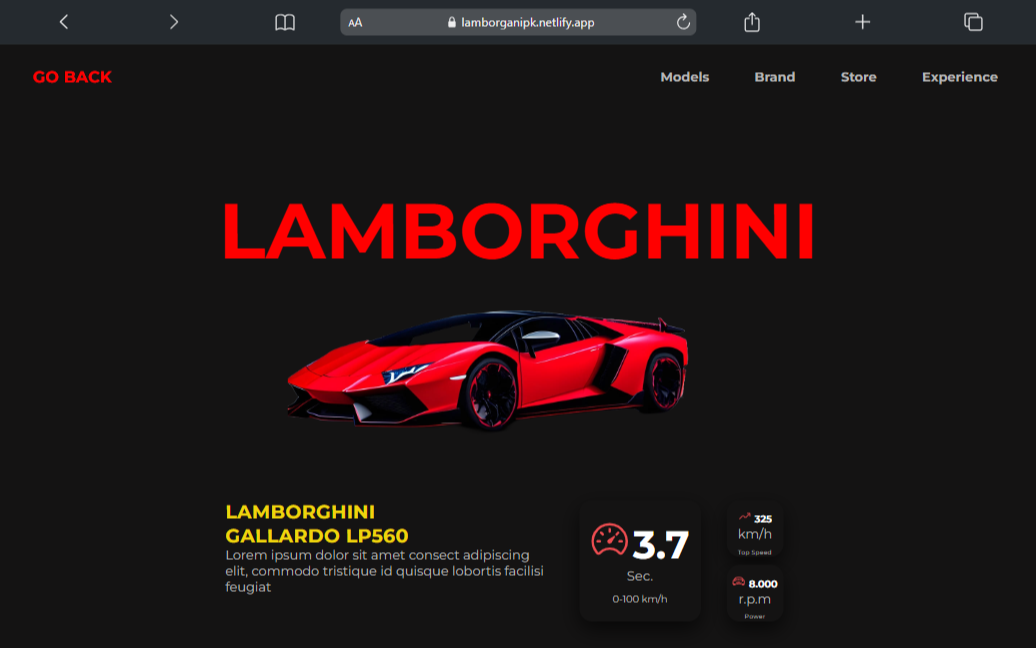 AA
lamborganipk.netlify.app
GO BACK
Models
Brand
Store
Experience
LAMBORGHINI
LAMBORGHINI
GALLARDO LP560
Lorem ipsum dolor sit amet consect adipiscing
elit, commodo tristique id quisque lobortis facilisi
feugiat
3.7
Sec.
0-100 km/h
325
km/h
Top Speed
8.000
r.p.m
Power